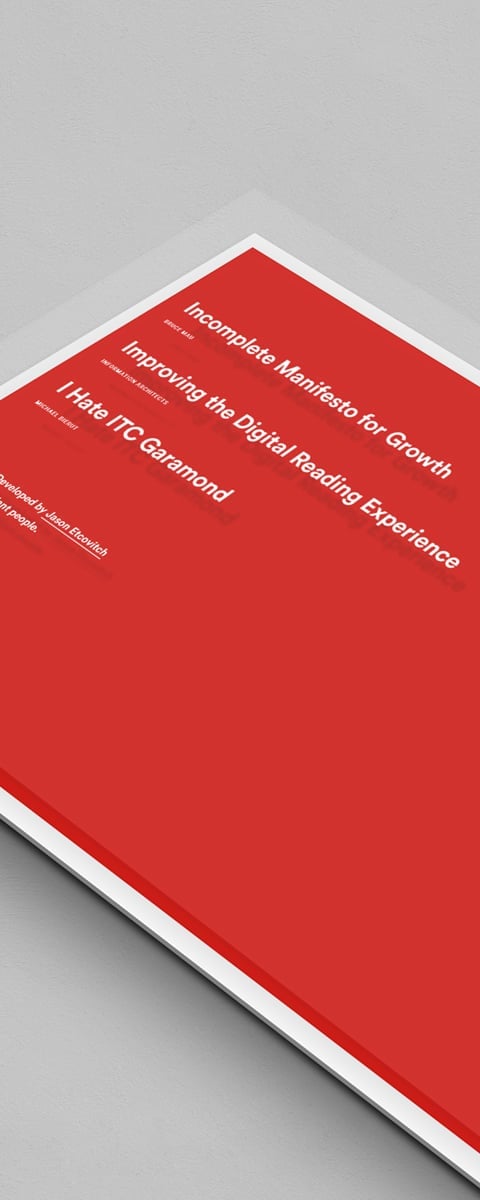 Incomplete Manifesto for Growth
BRUCE MAU
Improving the Digital Reading Experience
INFORMATION ARCHITECTS
I Hate ITC Garamond
MICHAEL BIERUT
Developed by Jason Etcovitch
people.